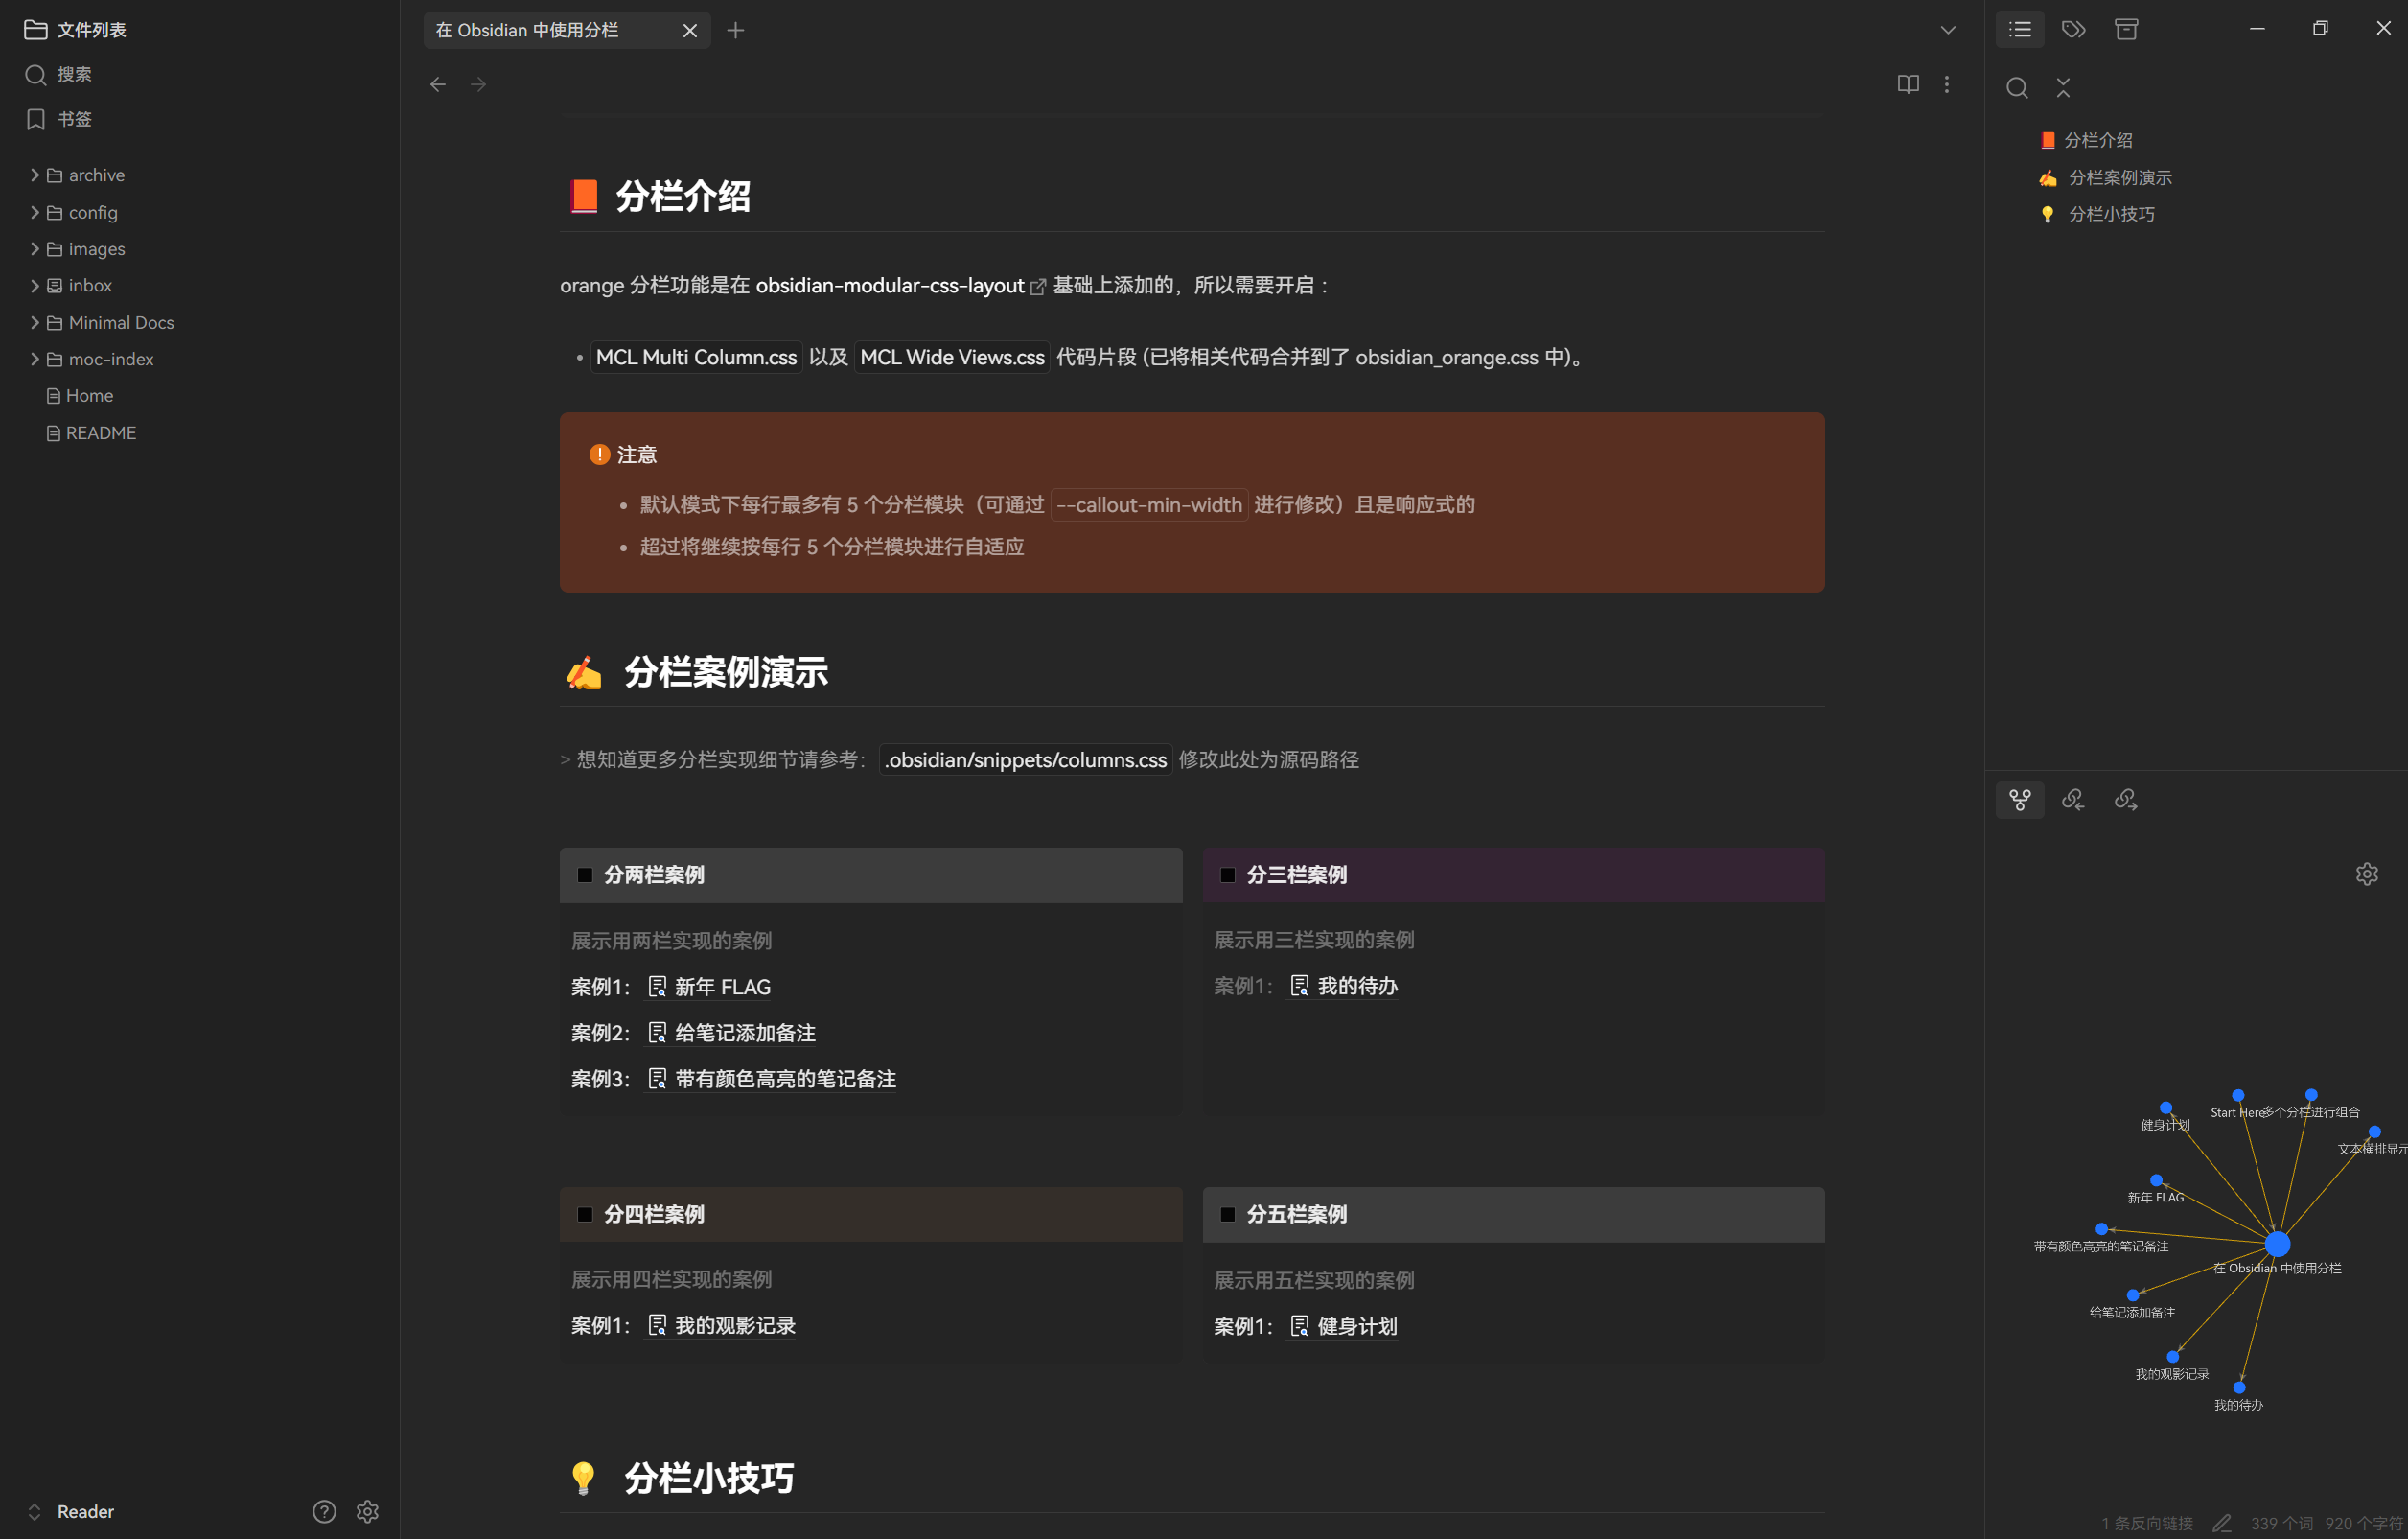 文件列表
搜索
书签
archive
config
images
inbox
Minimal Docs
moc-index
Home
README
Reader
在 Obsidian 中使用分栏
📕 分栏介绍
orange 分栏功能是在 obsidian-modular-css-layout 基础上添加的，所以需要开启：
• MCL Multi Column.css 以及 MCL Wide Views.css 代码片段 (已将相关代码合并到了 obsidian_orange.css 中)。
注意
• 默认模式下每行最多有 5 个分栏模块（可通过 --callout-min-width 进行修改）且是响应式的
• 超过将继续按每行 5 个分栏模块进行自适应
✍️ 分栏案例演示
> 想知道更多分栏实现细节请参考： .obsidian/snippets/columns.css 修改此处为源码路径
分两栏案例
展示用两栏实现的案例
案例1： 新年 FLAG
案例2： 给笔记添加备注
案例3： 带有颜色高亮的笔记备注
分三栏案例
展示用三栏实现的案例
案例1： 我的待办
分四栏案例
展示用四栏实现的案例
案例1： 我的观影记录
分五栏案例
展示用五栏实现的案例
案例1： 健身计划
💡 分栏小技巧
📕 分栏介绍
✍️ 分栏案例演示
💡 分栏小技巧
Start Here
多个分栏进行组合
健身计划
文本横排显示
新年 FLAG
带有颜色高亮的笔记备注
在 Obsidian 中使用分栏
给笔记添加备注
我的观影记录
我的待办
1 条反向链接
339 个词
920 个字符